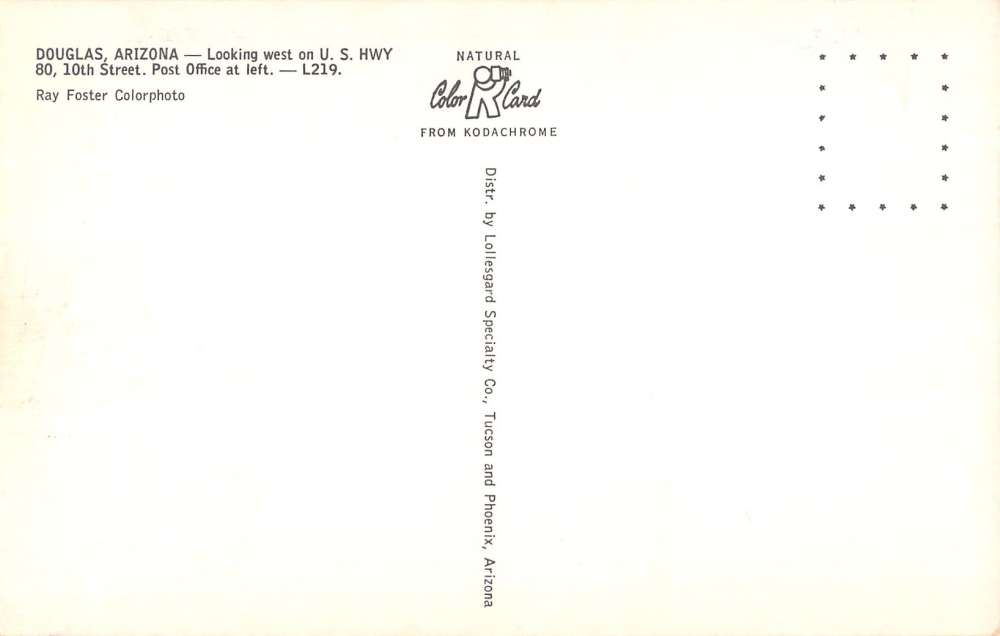 DOUGLAS, ARIZONA — Looking west on U. S. HWY
80, 10th Street. Post Office at left. — L219.
Ray Foster Colorphoto
NATURAL
Color Card
FROM KODACHROME
Distr. by Lollesgard Specialty Co., Tucson and Phoenix, Arizona